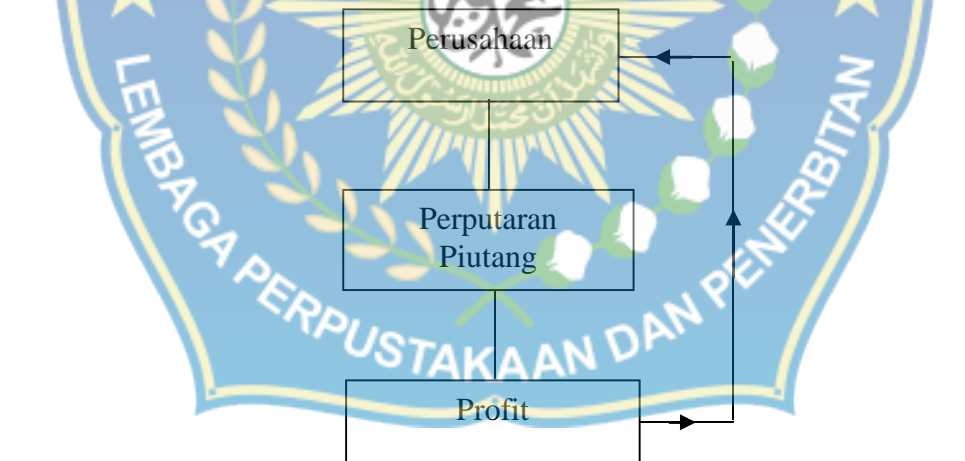 Perusahaan
Perputaran
Piutang
Profit
LEMBAGA PERPUSTAKAAN DAN PENERBITAN